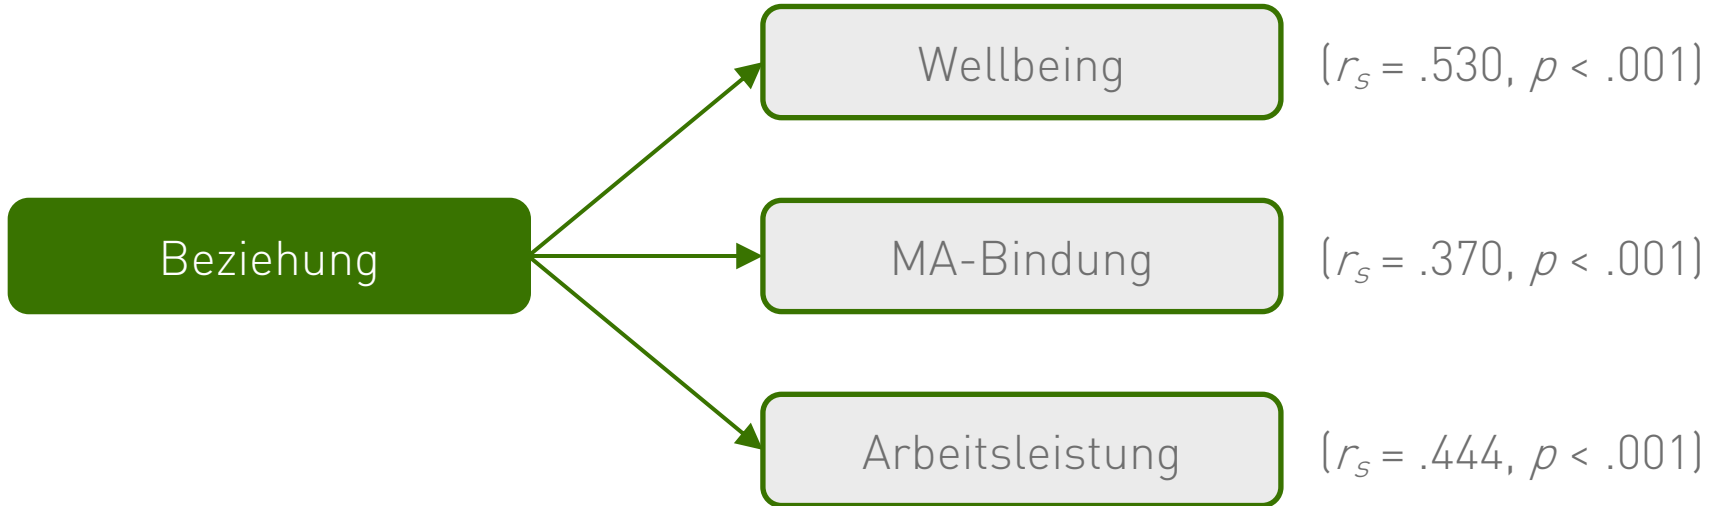 Wellbeing (rₛ = .530, p < .001)
Beziehung MA-Bindung (rₛ = .370, p < .001)
Arbeitsleistung (rₛ = .444, p < .001)